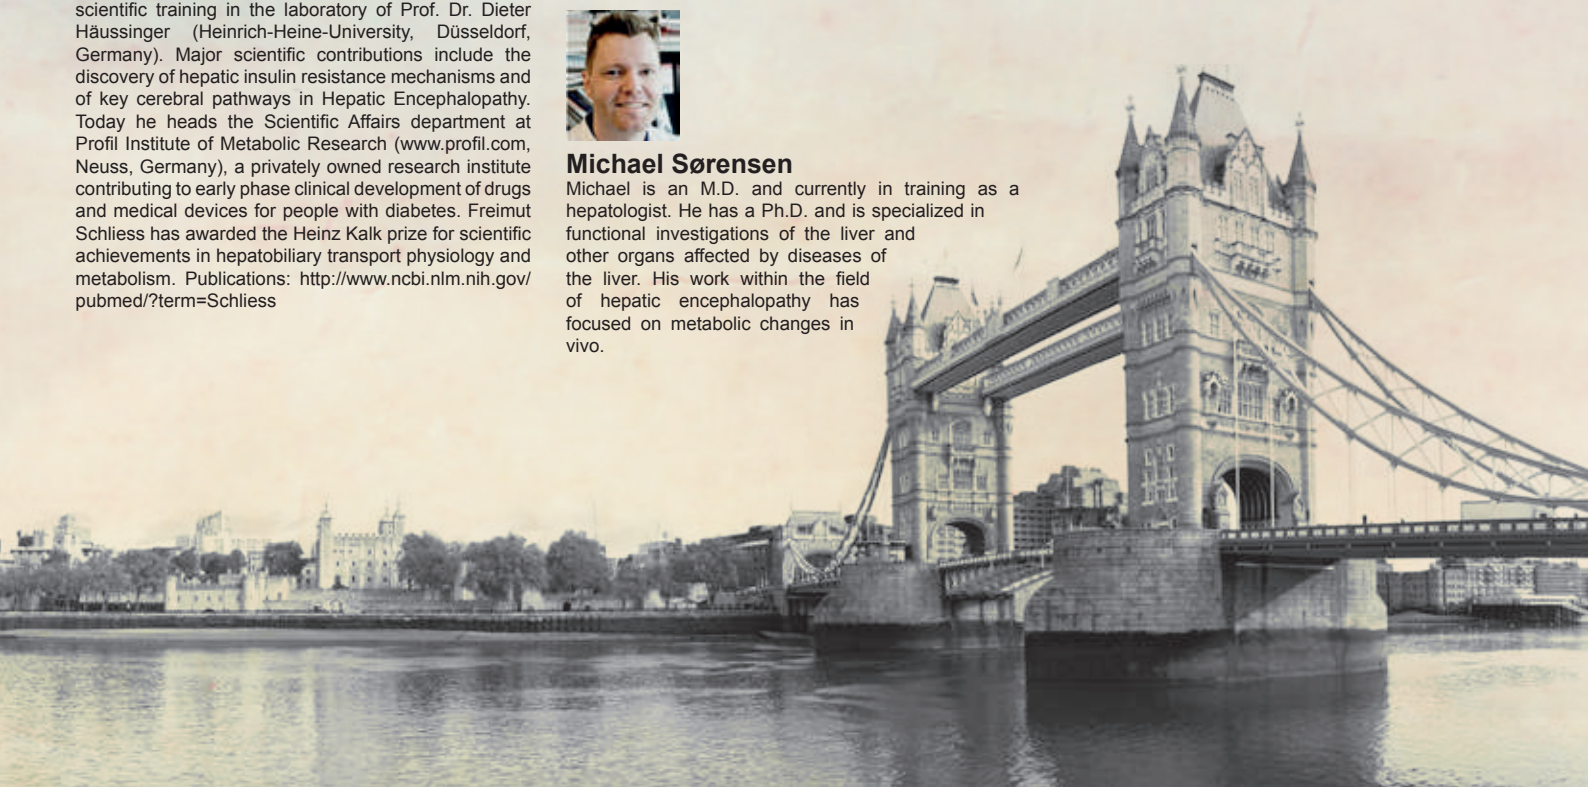 scientific training in the laboratory of Prof. Dr. Dieter
Häussinger (Heinrich-Heine-University, Düsseldorf,
Germany). Major scientific contributions include the
discovery of hepatic insulin resistance mechanisms and
of key cerebral pathways in Hepatic Encephalopathy.
Today he heads the Scientific Affairs department at
Profil Institute of Metabolic Research (www.profil.com,
Neuss, Germany), a privately owned research institute
contributing to early phase clinical development of drugs
and medical devices for people with diabetes. Freimut
Schliess has awarded the Heinz Kalk prize for scientific
achievements in hepatobiliary transport physiology and
metabolism. Publications: http://www.ncbi.nlm.nih.gov/
pubmed/?term=Schliess
Michael Sørensen
Michael is an M.D. and currently in training as a
hepatologist. He has a Ph.D. and is specialized in
functional investigations of the liver and
other organs affected by diseases of
the liver. His work within the field
of hepatic encephalopathy has
focused on metabolic changes in
vivo.